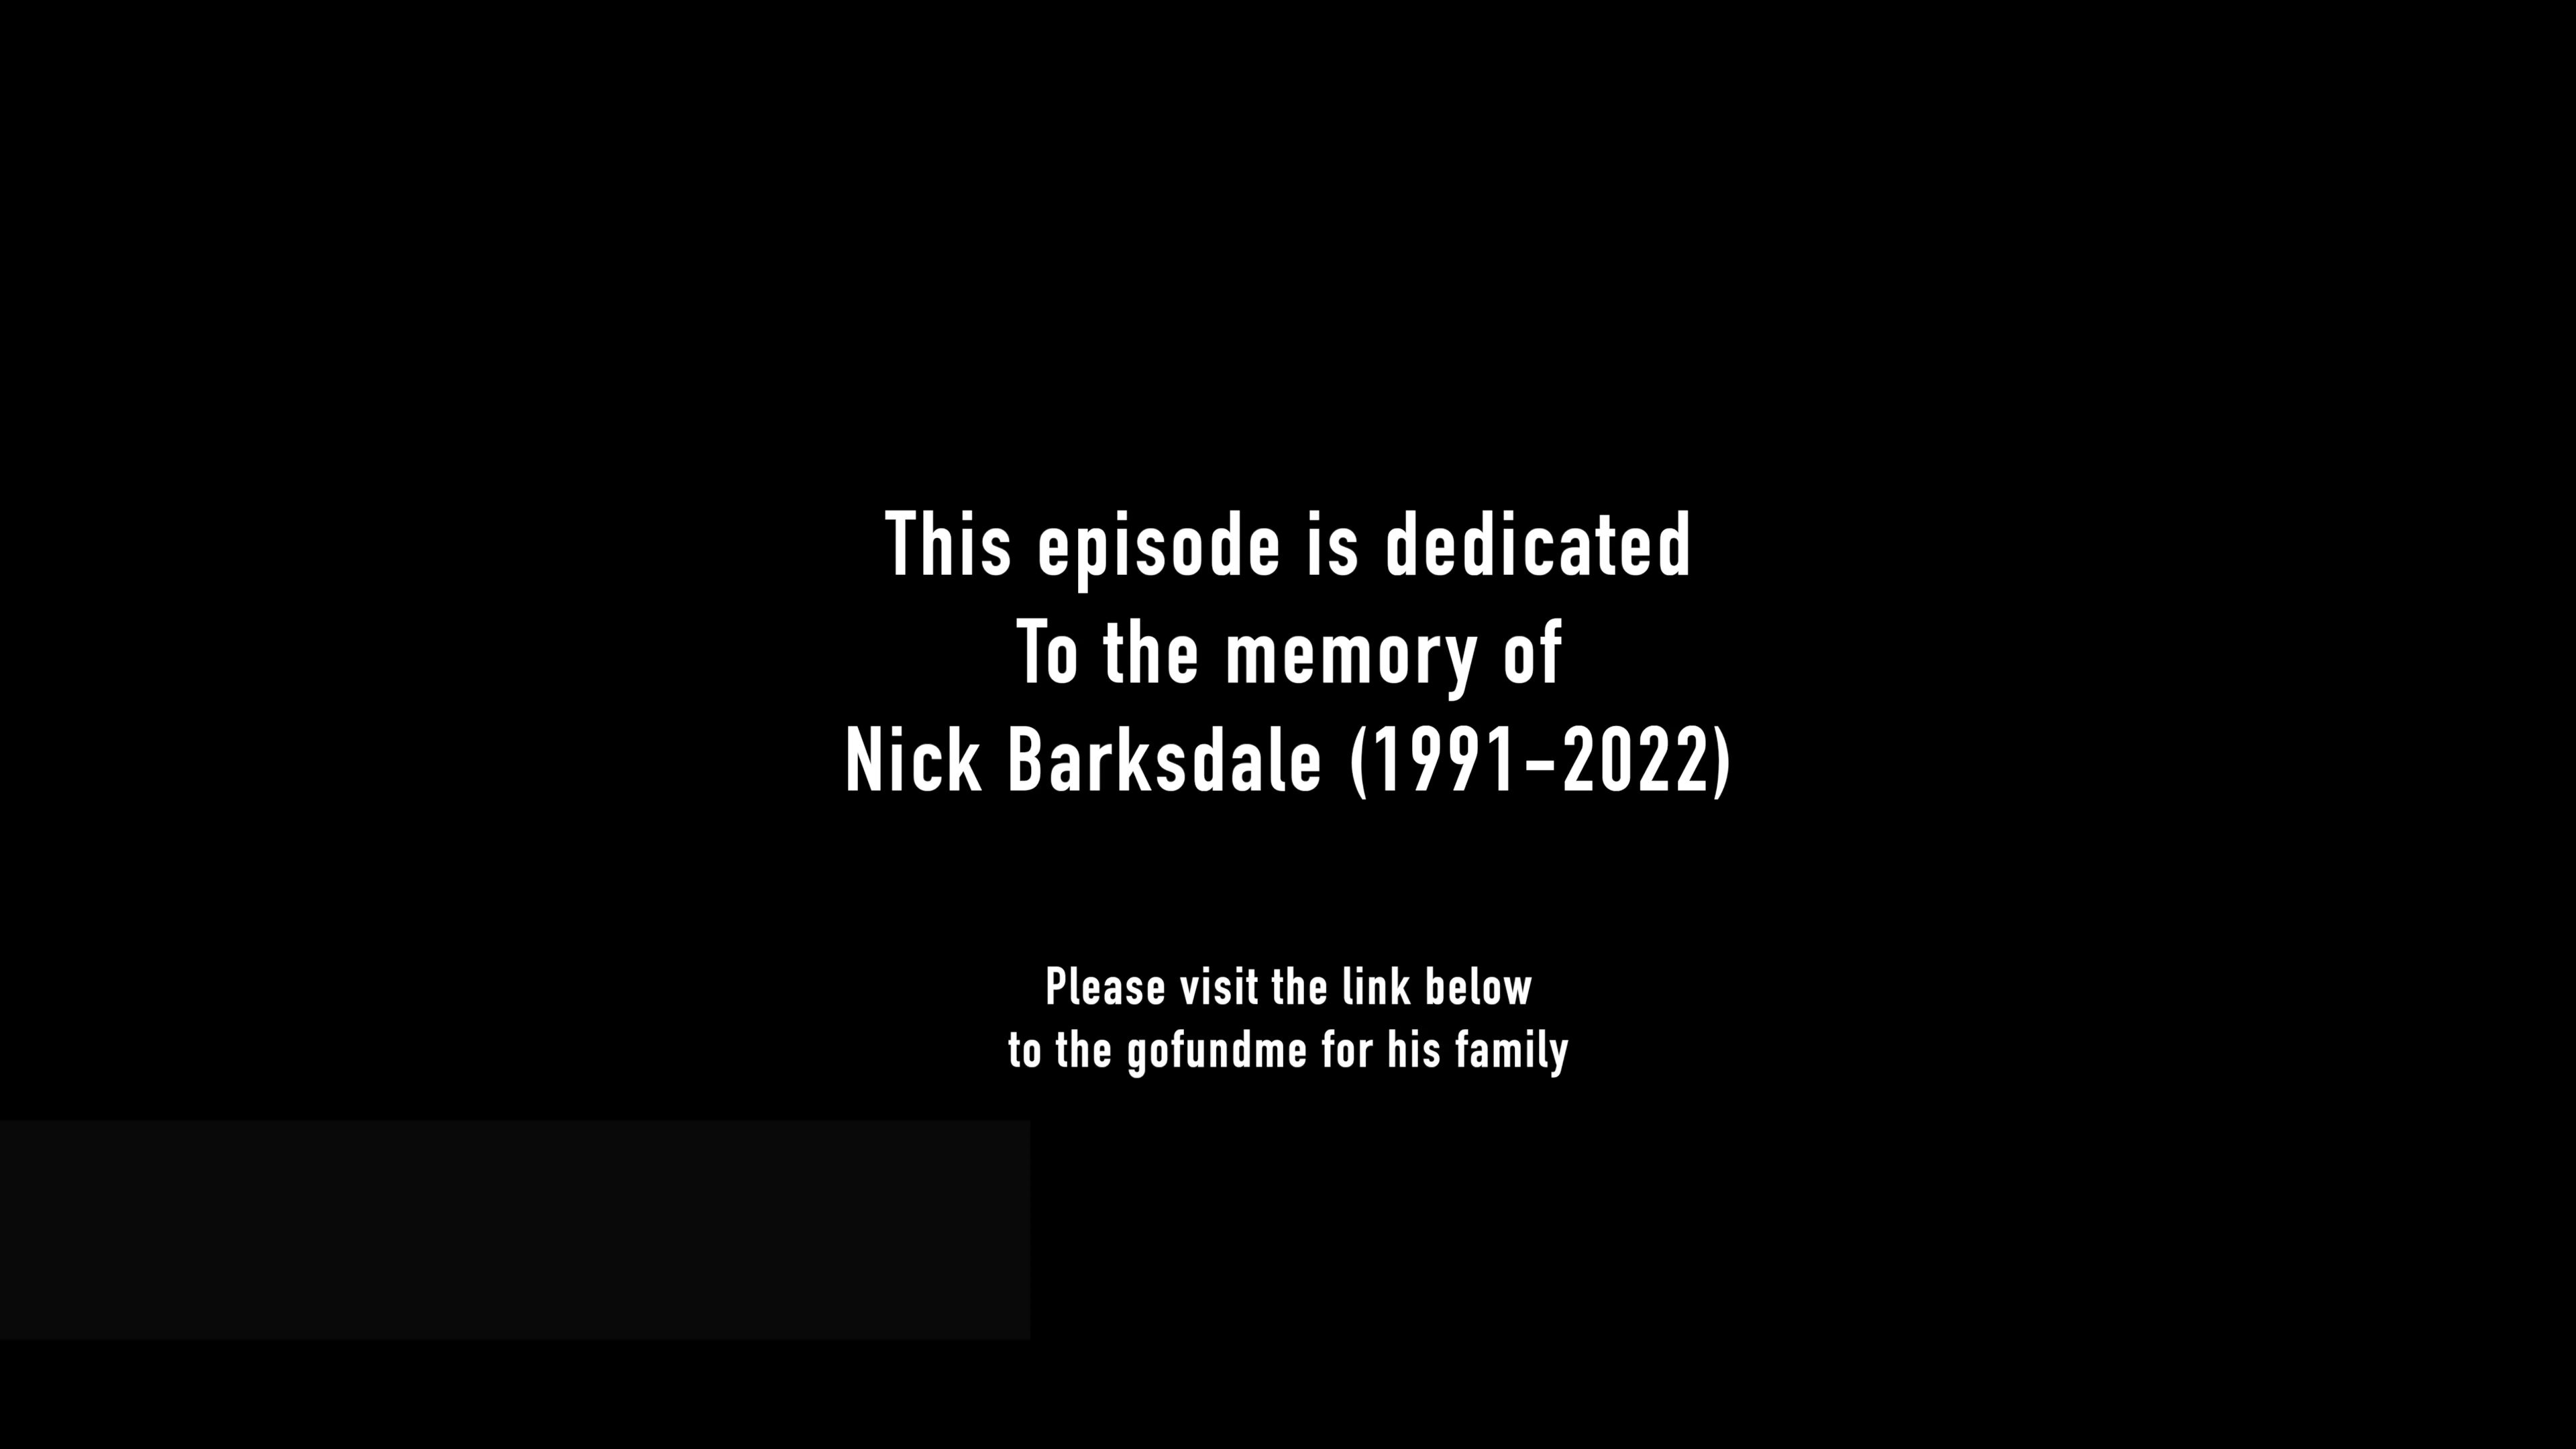 This episode is dedicated
To the memory of
Nick Barksdale (1991-2022)
Please visit the link below
to the gofundme for his family